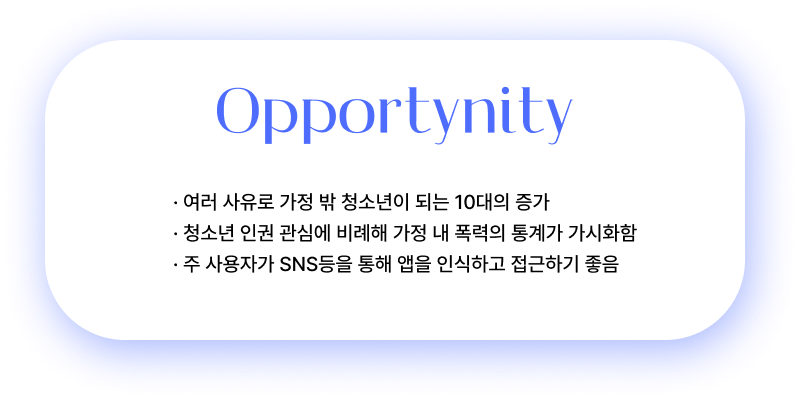 Opportynity
· 여러 사유로 가정 밖 청소년이 되는 10대의 증가
· 청소년 인권 관심에 비례해 가정 내 폭력의 통계가 가시화함
· 주 사용자가 SNS등을 통해 앱을 인식하고 접근하기 좋음